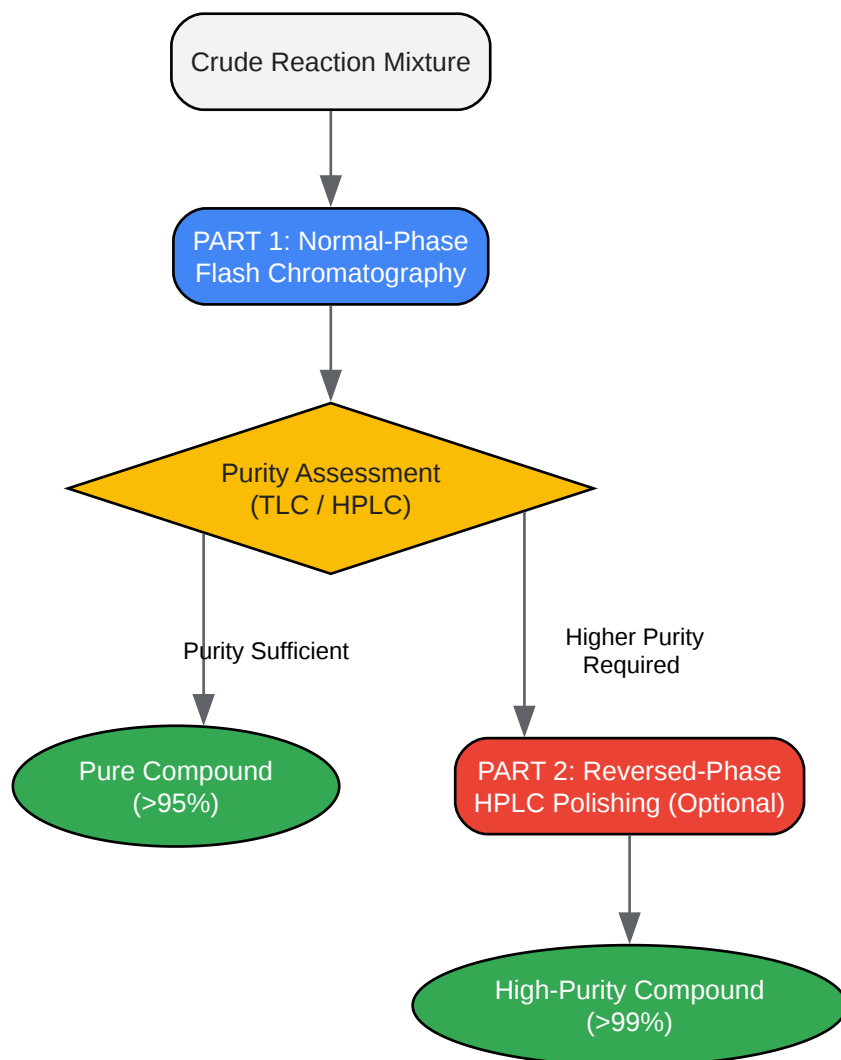 Crude Reaction Mixture
PART 1: Normal-Phase
Flash Chromatography
Purity Assessment
(TLC / HPLC)
Purity Sufficient
Higher Purity
Required
Pure Compound
(>95%)
PART 2: Reversed-Phase
HPLC Polishing (Optional)
High-Purity Compound
(>99%)